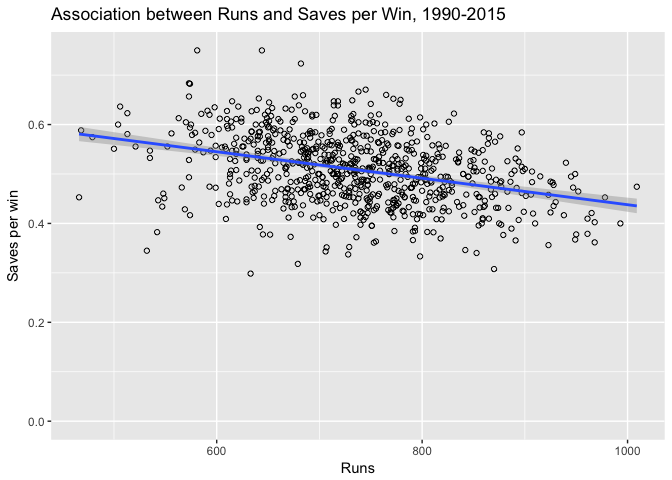 Association between Runs and Saves per Win, 1990-2015
Saves per win
0.6
0.4
0.2
0.0
600
800
1000
Runs